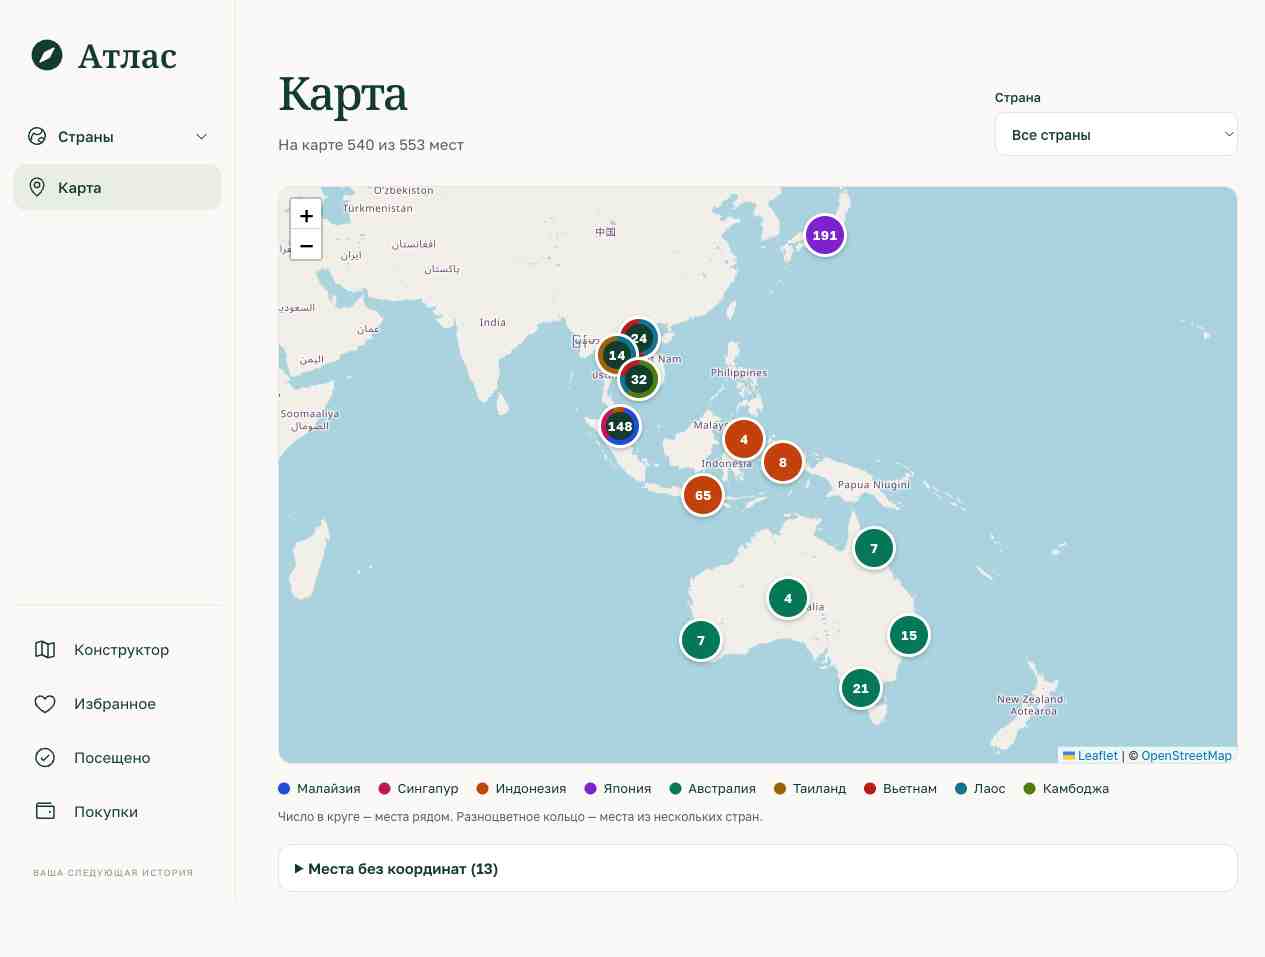 Атлас
Страны
Карта
Конструктор
Избранное
Посещено
Покупки
ВАША СЛЕДУЮЩАЯ ИСТОРИЯ
Карта
На карте 540 из 553 мест
Страна
Все страны
+
−
O'zbekiston
Türkmenistan
中国
افغانستان
ایران
پاکستان
India
عمان
اليمن
Soomaaliya
الصومال
Philippines
Indonesia
Papua Niugini
New Zealand
Aotearoa
191
24
14
32
148
4
8
65
7
4
7
15
21
Leaflet | © OpenStreetMap
Малайзия Сингапур Индонезия Япония Австралия Таиланд Вьетнам Лаос Камбоджа
Число в круге — места рядом. Разноцветное кольцо — места из нескольких стран.
Места без координат (13)